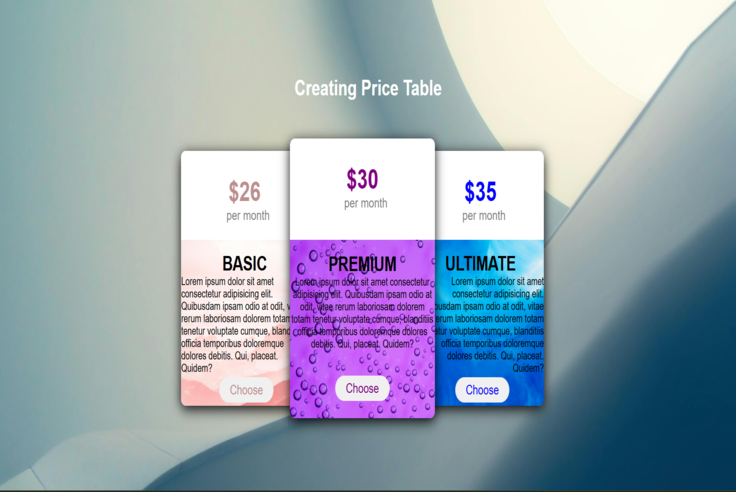 Creating Price Table
$26
per month
BASIC
Lorem ipsum dolor sit amet
consectetur adipisicing elit.
Quibusdam ipsam odio at odit, v
rerum laboriosam dolorem totam
tenetur voluptate cumque, bland
officia temporibus doloremque
dolores debitis. Qui, placeat.
Quidem?
Choose
$30
per month
PREMIUM
Lorem ipsum dolor sit amet consectetur
adipisicing elit. Quibusdam ipsam odio at
odit, vitae rerum laboriosam dolorem
totam tenetur voluptate cumque, blanditiis
officia temporibus doloremque dolores
debitis. Qui, placeat. Quidem?
Choose
$35
per month
ULTIMATE
Lorem ipsum dolor sit amet
consectetur adipisicing elit.
busdam ipsam odio at odit, vitae
rerum laboriosam dolorem totam
etur voluptate cumque, blanditiis
officia temporibus doloremque
dolores debitis. Qui, placeat.
Quidem?
Choose